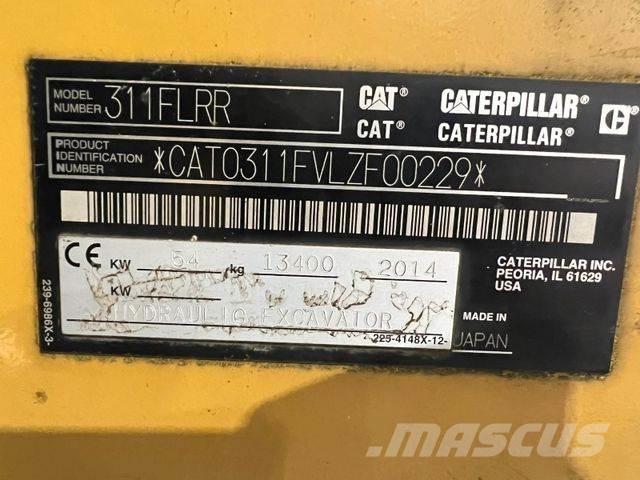 MODEL NUMBER 311FLRR
CAT CATERPILLAR
CAT® CATERPILLAR®
PRODUCT IDENTIFICATION NUMBER *CAT0311FVLZF00229*
CE KW 54 kg 13400 2014
KW
HYDRAULIC EXCAVATOR
CATERPILLAR INC.
PEORIA, IL 61629
USA
MADE IN
JAPAN
239-6986X-3-
225-4148X-12-
MASCUS